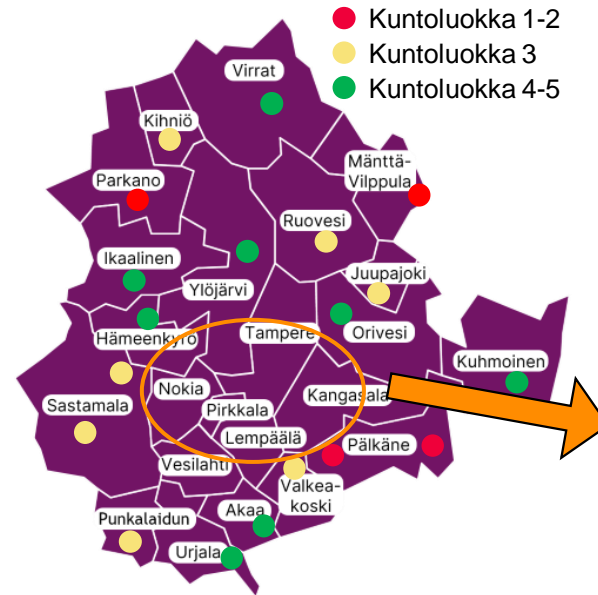 Kuntoluokka 1-2
Kuntoluokka 3
Kuntoluokka 4-5
Virrat
Kihniö
Mänttä-
Vilppula
Parkano
Ruovesi
Ikaalinen
Juupajoki
Ylöjärvi
Hämeenkyrö
Tampere
Orivesi
Kuhmoinen
Nokia
Kangasala
Sastamala
Pirkkala
Lempäälä
Pälkäne
Vesilahti
Valkea-
koski
Akaa
Punkalaidun
Urjala